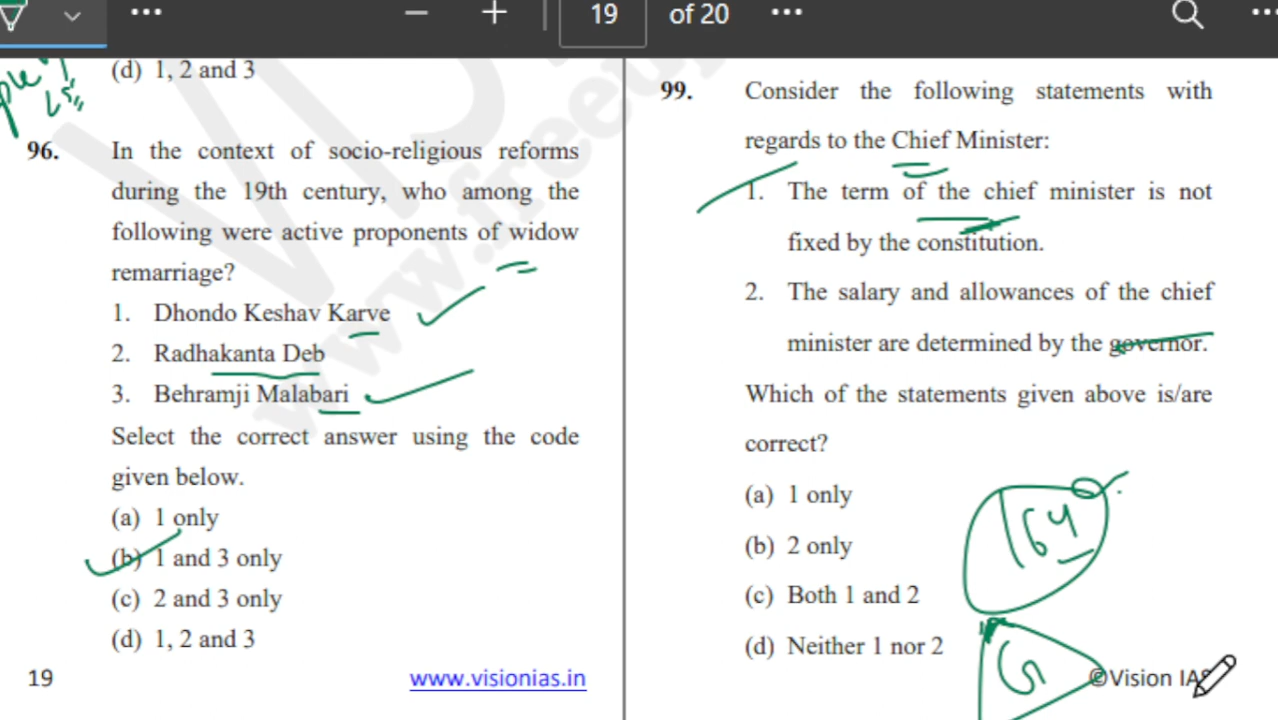 19 of 20
(d) 1, 2 and 3
96. In the context of socio-religious reforms
during the 19th century, who among the
following were active proponents of widow
remarriage?
1. Dhondo Keshav Karve
2. Radhakanta Deb
3. Behramji Malabari
Select the correct answer using the code
given below.
(a) 1 only
(b) 1 and 3 only
(c) 2 and 3 only
(d) 1, 2 and 3
19
www.visionias.in
99. Consider the following statements with
regards to the Chief Minister:
1. The term of the chief minister is not
fixed by the constitution.
2. The salary and allowances of the chief
minister are determined by the governor.
Which of the statements given above is/are
correct?
(a) 1 only
(b) 2 only
(c) Both 1 and 2
(d) Neither 1 nor 2
164
G
©Vision IAS